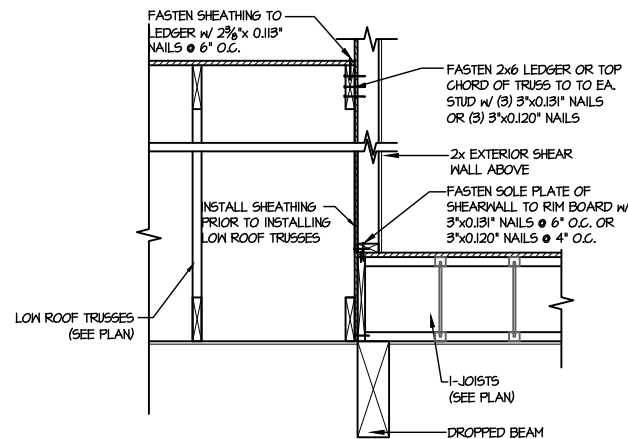 FASTEN SHEATHING TO
LEDGER W/ 2⅜"x 0.113"
NAILS @ 6" O.C.
FASTEN 2x6 LEDGER OR TOP
CHORD OF TRUSS TO TO EA.
STUD W/ (3) 3"x0.131" NAILS
OR (3) 3"x0.120" NAILS
2x EXTERIOR SHEAR
WALL ABOVE
FASTEN SOLE PLATE OF
SHEARWALL TO RIM BOARD W/
3"x0.131" NAILS @ 6" O.C. OR
3"x0.120" NAILS @ 4" O.C.
INSTALL SHEATHING
PRIOR TO INSTALLING
LOW ROOF TRUSSES
LOW ROOF TRUSSES
(SEE PLAN)
I-JOISTS
(SEE PLAN)
DROPPED BEAM